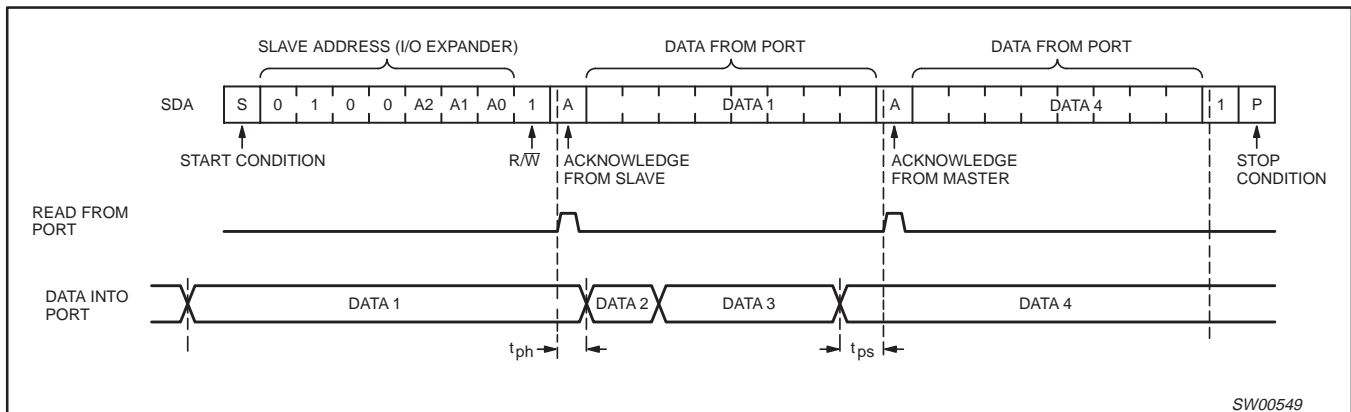 SLAVE ADDRESS (I/O EXPANDER) DATA FROM PORT DATA FROM PORT
SDA S 0 1 0 0 A2 A1 A0 1 A DATA 1 A DATA 4 1 P
START CONDITION R/W̅ ACKNOWLEDGE FROM SLAVE ACKNOWLEDGE FROM MASTER STOP CONDITION
READ FROM PORT
DATA INTO PORT DATA 1 DATA 2 DATA 3 DATA 4
tph tps
SW00549